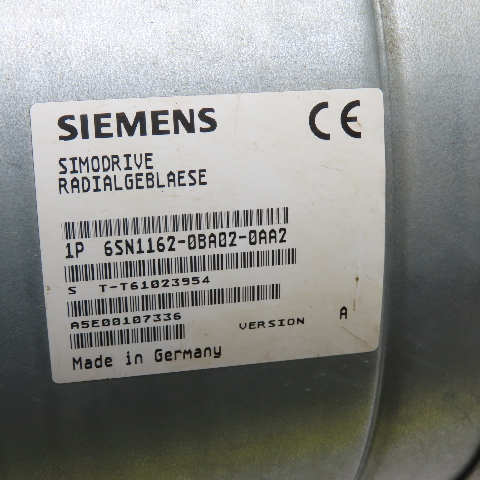 SIEMENS
CE
SIMODRIVE
RADIALGEBLAESE
1P 6SN1162-0BA02-0AA2
S T-T61023954
A5E00107336
VERSION A
Made in Germany